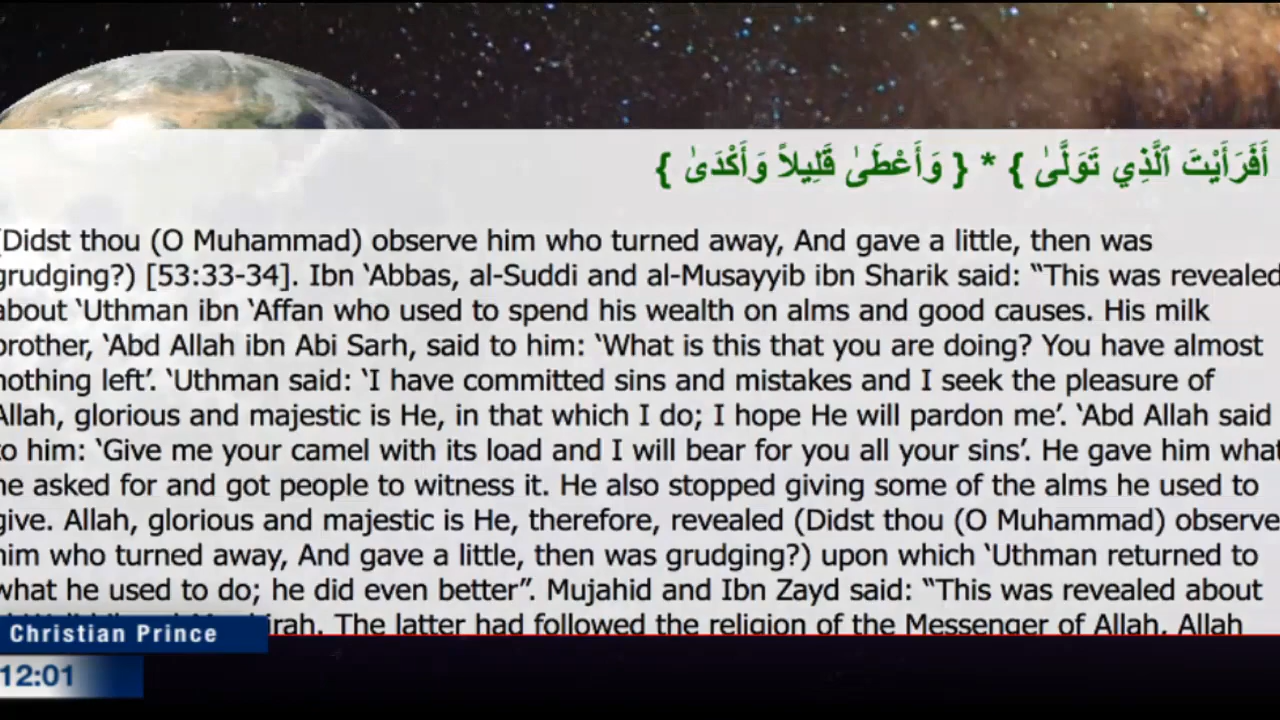 أَفَرَأَيْتَ ٱلَّذِي تَوَلَّىٰ } * { وَأَعْطَىٰ قَلِيلاً وَأَكْدَىٰ }
(Didst thou (O Muhammad) observe him who turned away, And gave a little, then was
grudging?) [53:33-34]. Ibn ‘Abbas, al-Suddi and al-Musayyib ibn Sharik said: “This was revealed
about ‘Uthman ibn ‘Affan who used to spend his wealth on alms and good causes. His milk
brother, ‘Abd Allah ibn Abi Sarh, said to him: ‘What is this that you are doing? You have almost
nothing left’. ‘Uthman said: ‘I have committed sins and mistakes and I seek the pleasure of
Allah, glorious and majestic is He, in that which I do; I hope He will pardon me’. ‘Abd Allah said
to him: ‘Give me your camel with its load and I will bear for you all your sins’. He gave him what
he asked for and got people to witness it. He also stopped giving some of the alms he used to
give. Allah, glorious and majestic is He, therefore, revealed (Didst thou (O Muhammad) observe
him who turned away, And gave a little, then was grudging?) upon which ‘Uthman returned to
what he used to do; he did even better”. Mujahid and Ibn Zayd said: “This was revealed about
The latter had followed the religion of the Messenger of Allah. Allah
Christian Prince
12:01